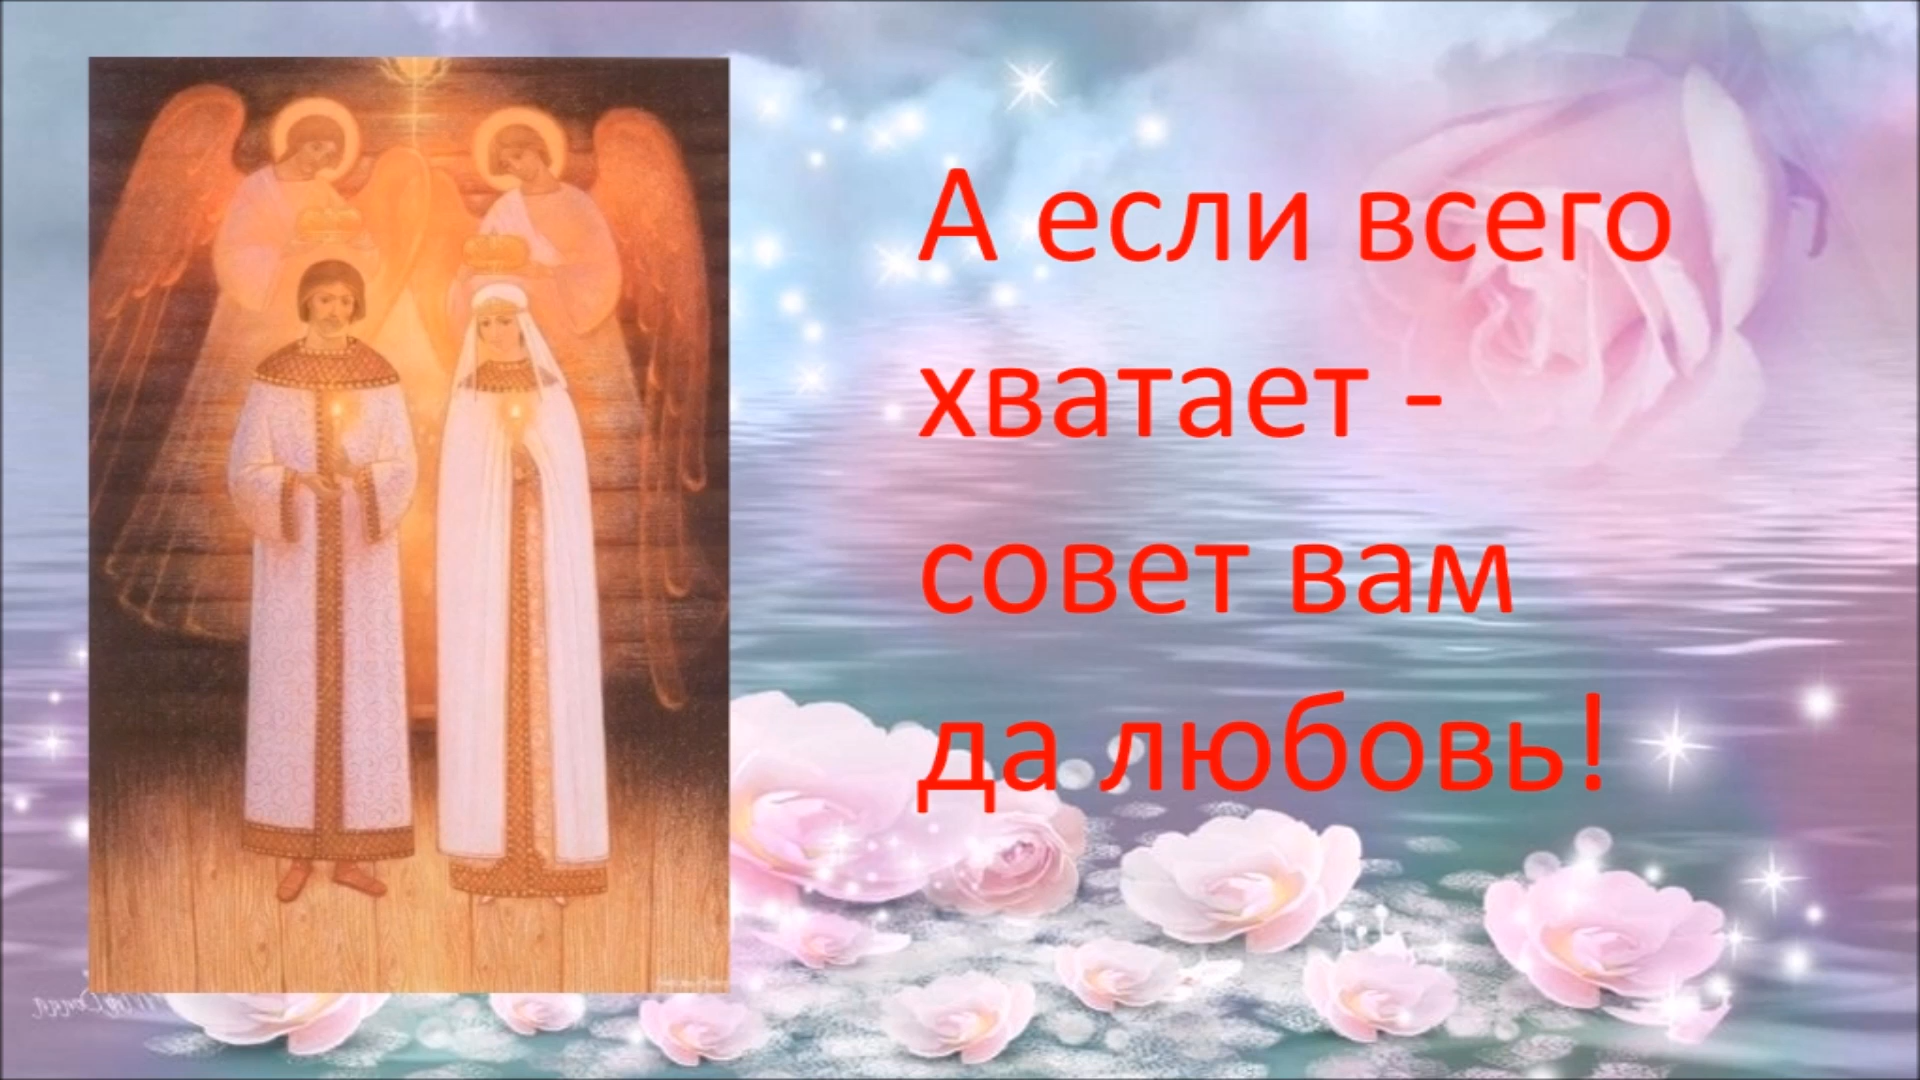 А если всего
хватает -
совет вам
да любовь!